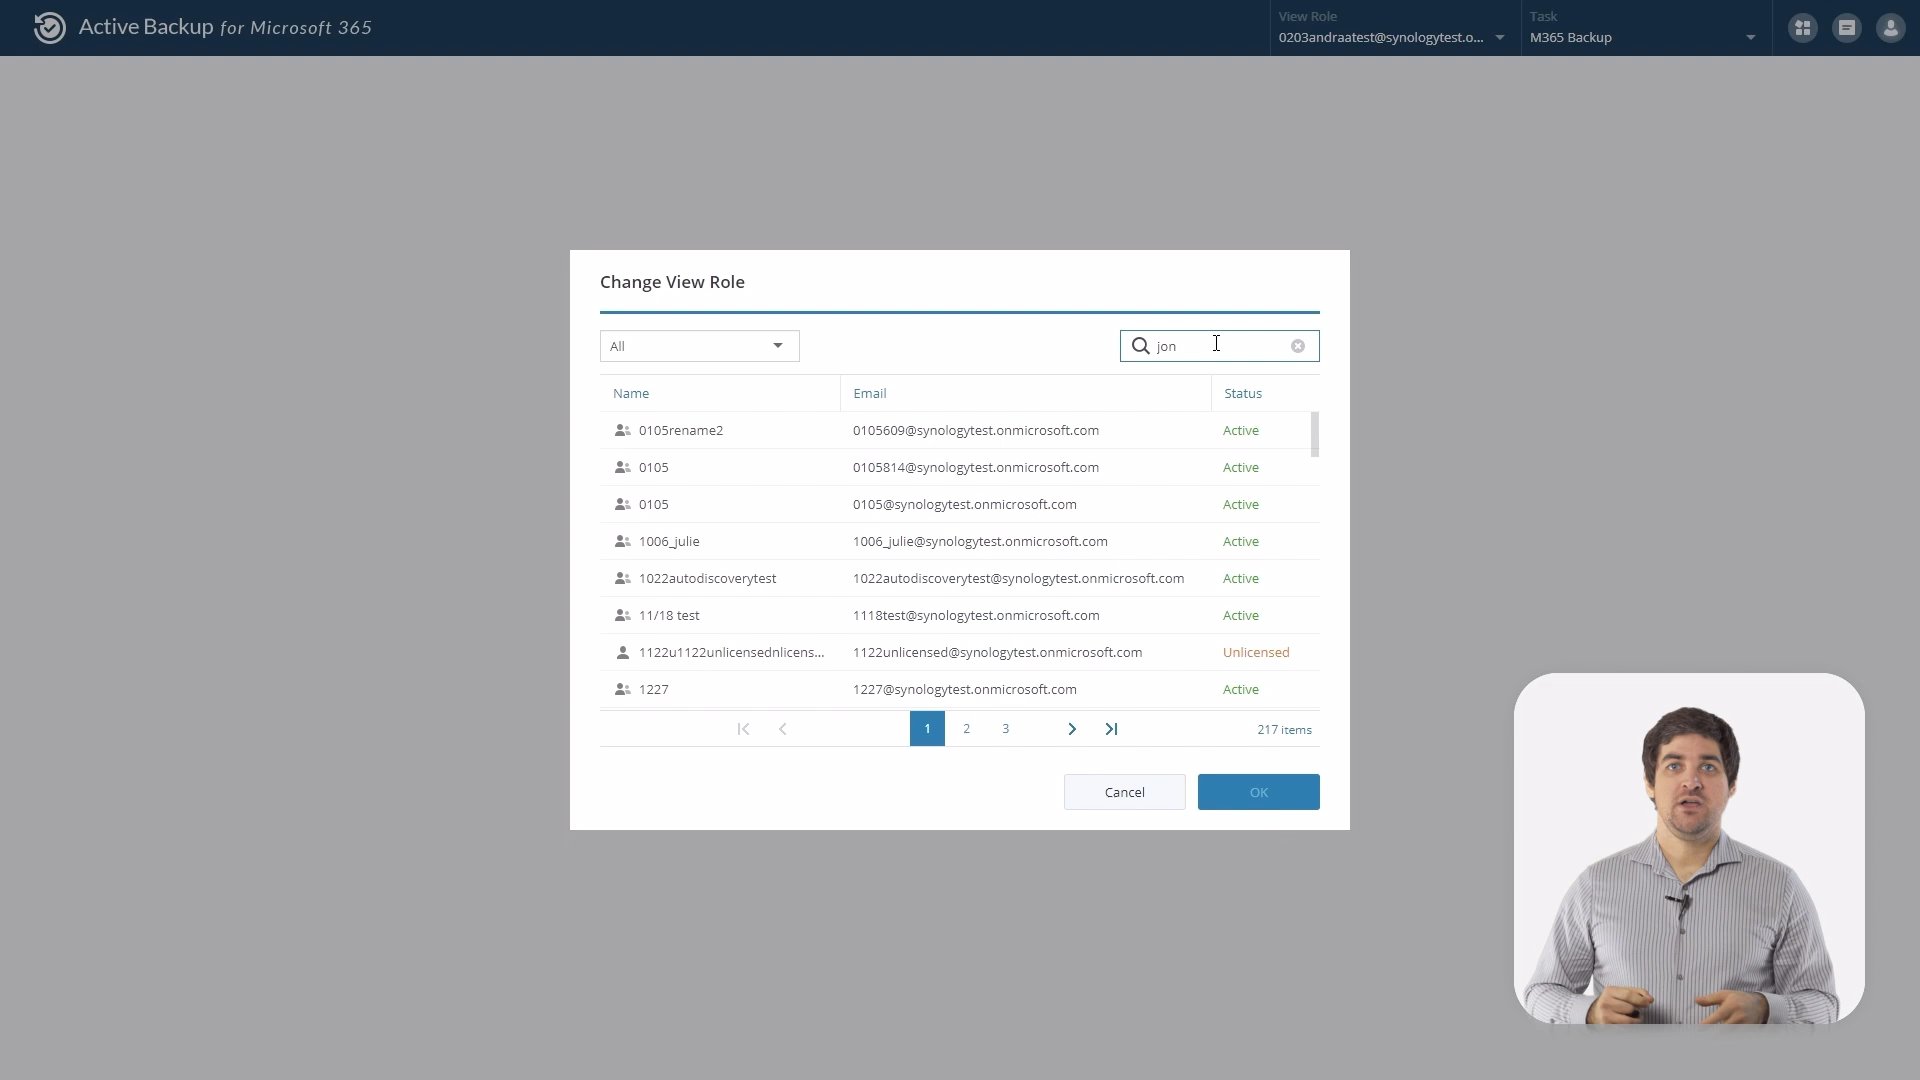 Active Backup for Microsoft 365
View Role
0203andraatest@synologytest.o...
Task
M365 Backup
Change View Role
All
jon
Name Email Status
0105rename2 0105609@synologytest.onmicrosoft.com Active
0105 0105814@synologytest.onmicrosoft.com Active
0105 0105@synologytest.onmicrosoft.com Active
1006_julie 1006_julie@synologytest.onmicrosoft.com Active
1022autodiscoverytest 1022autodiscoverytest@synologytest.onmicrosoft.com Active
11/18 test 1118test@synologytest.onmicrosoft.com Active
1122u1122unlicensednlicens... 1122unlicensed@synologytest.onmicrosoft.com Unlicensed
1227 1227@synologytest.onmicrosoft.com Active
1 2 3 217 items
Cancel OK